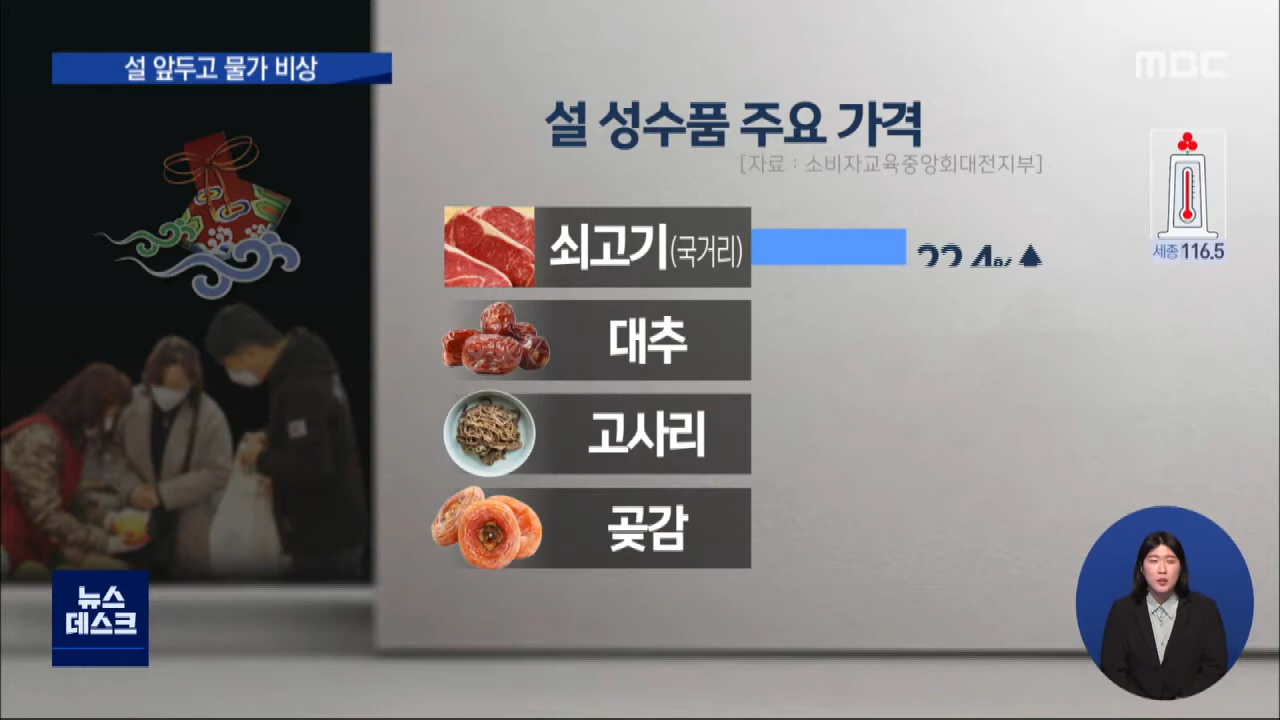 설 앞두고 물가 비상
MBC
설 성수품 주요 가격
[자료 : 소비자교육중앙회대전지부]
세종 116.5
쇠고기(국거리)
대추
고사리
곶감
뉴스
데스크